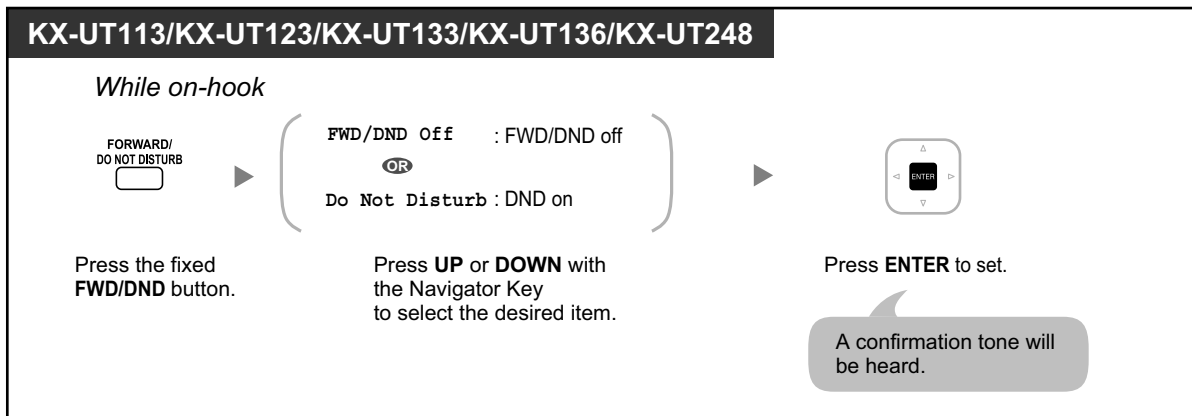 KX-UT113/KX-UT123/KX-UT133/KX-UT136/KX-UT248
While on-hook
FORWARD/
DO NOT DISTURB
FWD/DND Off : FWD/DND off
OR
Do Not Disturb : DND on
ENTER
Press the fixed
FWD/DND button.
Press UP or DOWN with
the Navigator Key
to select the desired item.
Press ENTER to set.
A confirmation tone will
be heard.